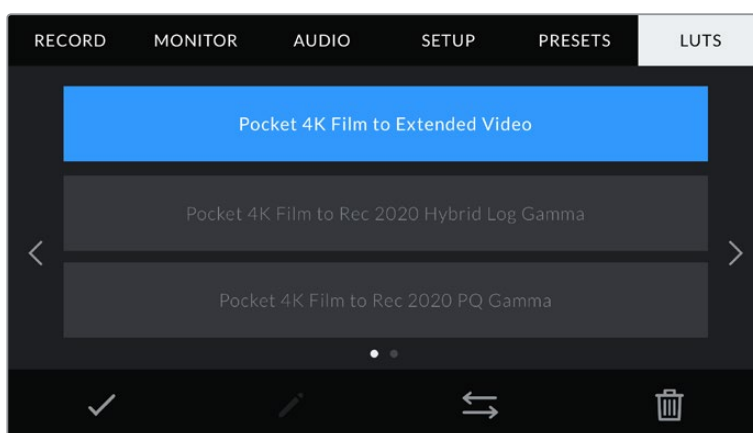 RECORD MONITOR AUDIO SETUP PRESETS LUTS
Pocket 4K Film to Extended Video
Pocket 4K Film to Rec 2020 Hybrid Log Gamma
Pocket 4K Film to Rec 2020 PQ Gamma